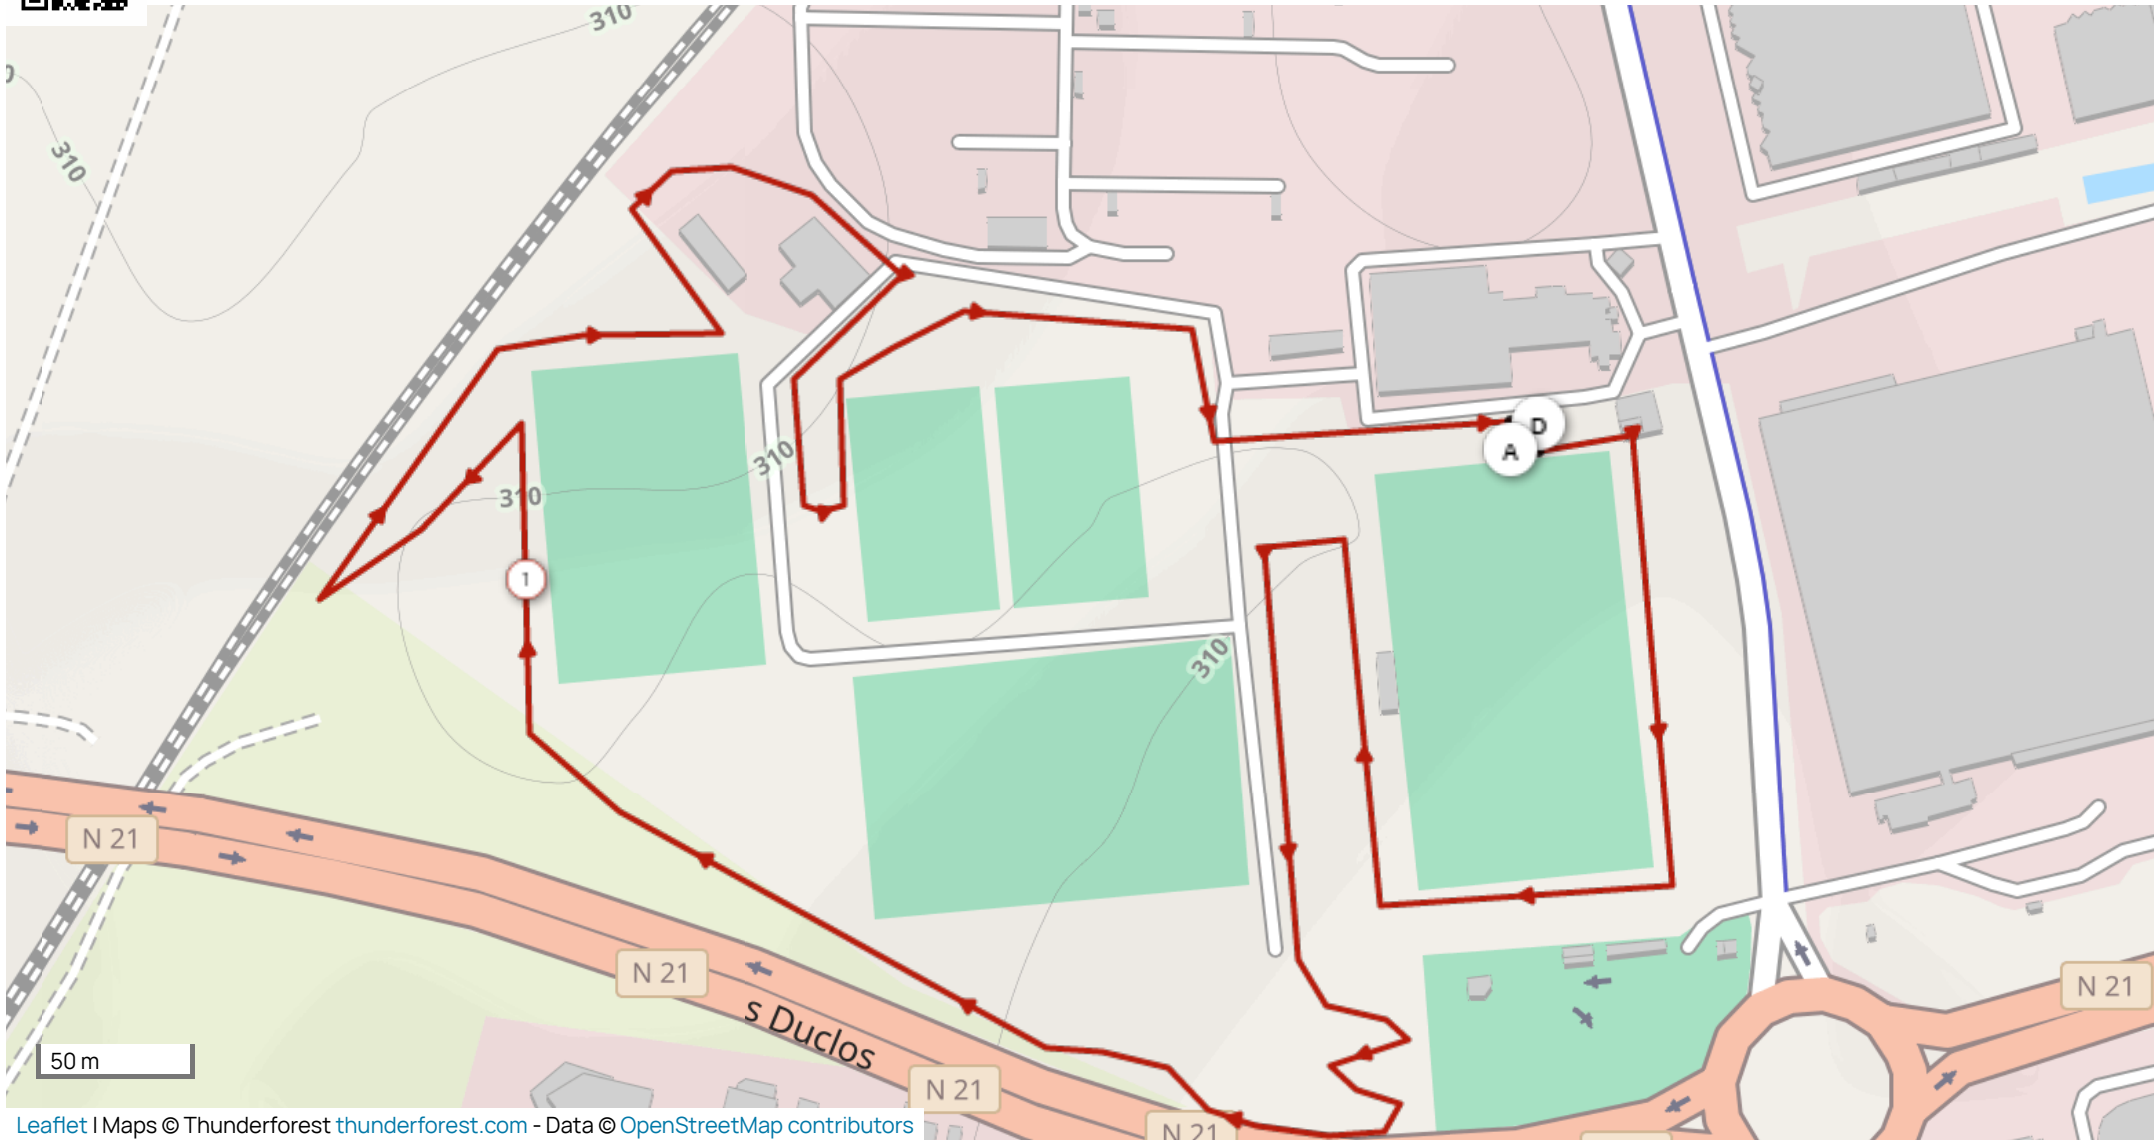 310
310
0
D
A
310
310
1
310
N 21
N 21
N 21
s Duclos
50 m
N 21
N 21
Leaflet | Maps © Thunderforest thunderforest.com - Data © OpenStreetMap contributors